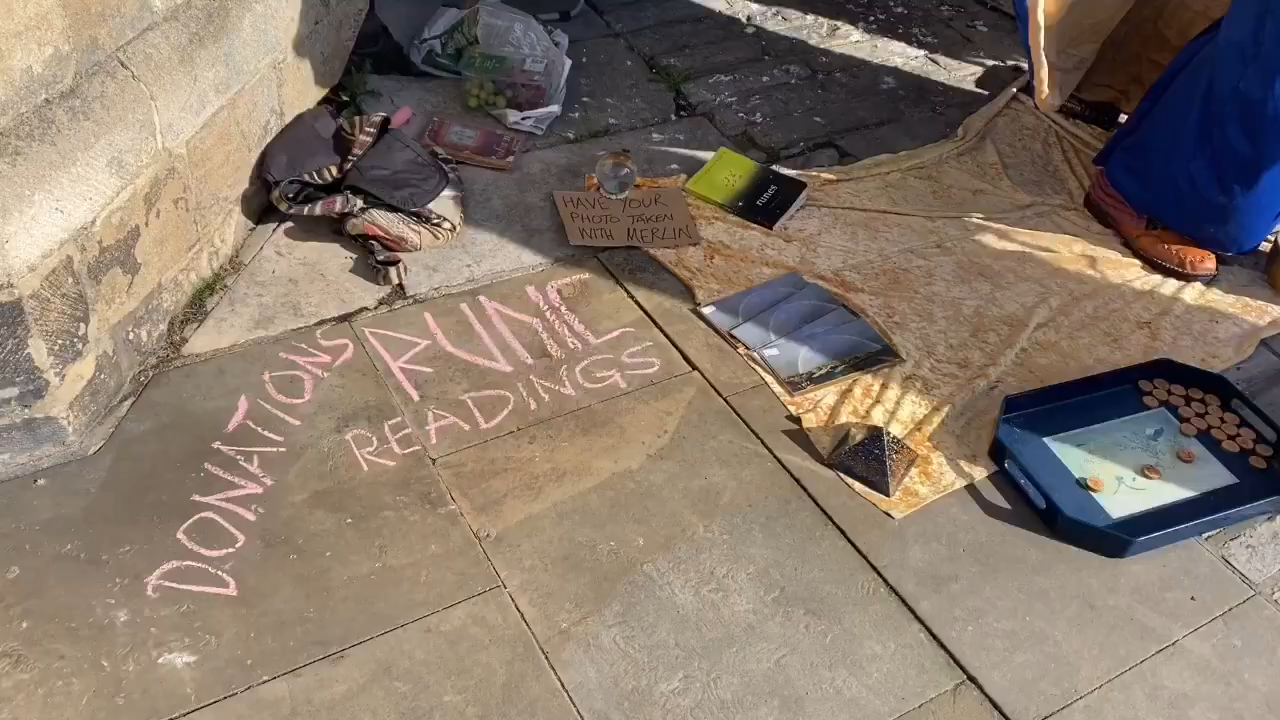 HAVE YOUR
PHOTO TAKEN
WITH MERLIN
runes
RUNE
READINGS
DONATIONS